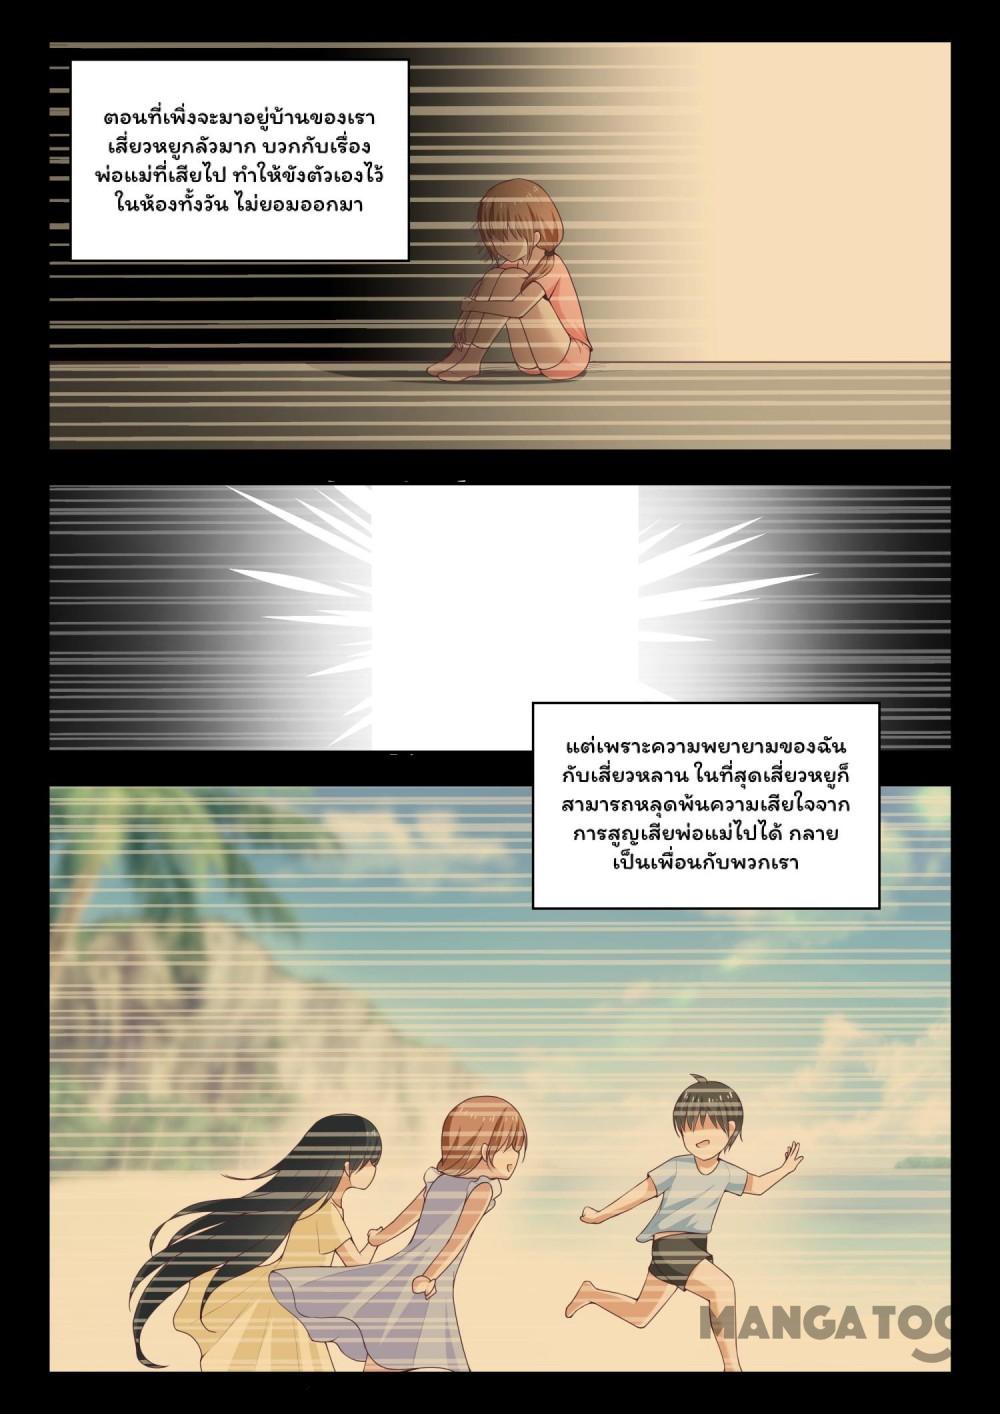 ตอนที่เพิ่งจะมาอยู่บ้านของเรา
เสี่ยวหยูกลัวมาก บวกกับเรื่อง
พ่อแม่ที่เสียไป ทำให้ขังตัวเองไว้
ในห้องทั้งวัน ไม่ยอมออกมา
แต่เพราะความพยายามของฉัน
กับเสี่ยวหลาน ในที่สุดเสี่ยวหยูก็
สามารถหลุดพ้นความเสียใจจาก
การสูญเสียพ่อแม่ไปได้ กลาย
เป็นเพื่อนกับพวกเรา
MANGATOO